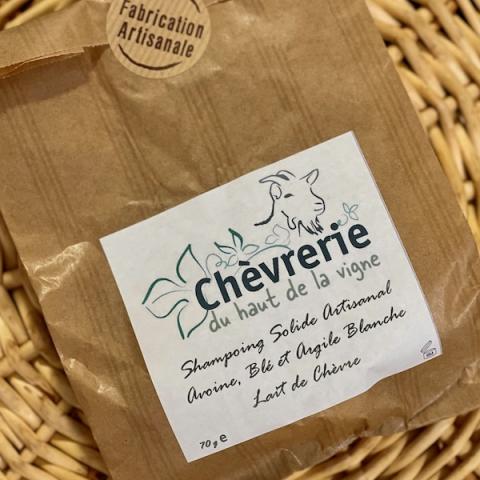 Fabrication
Artisanale
Chèvrerie
du haut de la vigne
Shampoing Solide Artisanal
Avoine, Blé et Argile Blanche
Lait de Chèvre
70g e